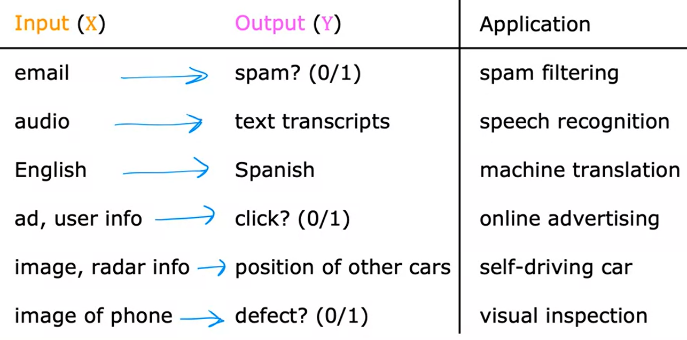 Input (X) Output (Y) Application
email spam? (0/1) spam filtering
audio text transcripts speech recognition
English Spanish machine translation
ad, user info click? (0/1) online advertising
image, radar info position of other cars self-driving car
image of phone defect? (0/1) visual inspection